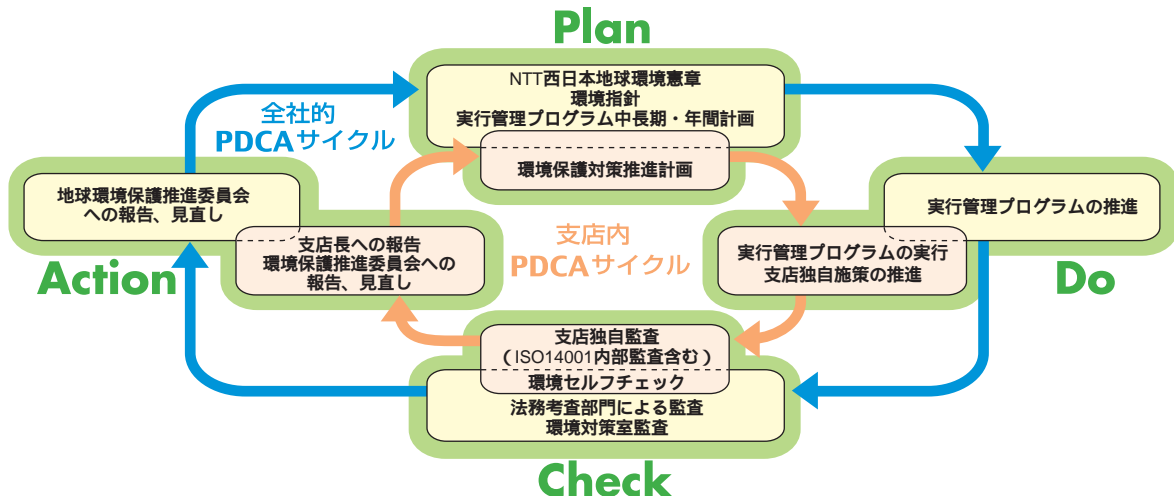 Plan
NTT西日本地球環境憲章
環境指針
実行管理プログラム中長期・年間計画
環境保護対策推進計画
全社的
PDCAサイクル
地球環境保護推進委員会
への報告、見直し
実行管理プログラムの推進
支店長への報告
環境保護推進委員会への
報告、見直し
支店内
PDCAサイクル
実行管理プログラムの実行
支店独自施策の推進
Action
Do
支店独自監査
(ISO14001内部監査含む)
環境セルフチェック
法務考査部門による監査
環境対策室監査
Check